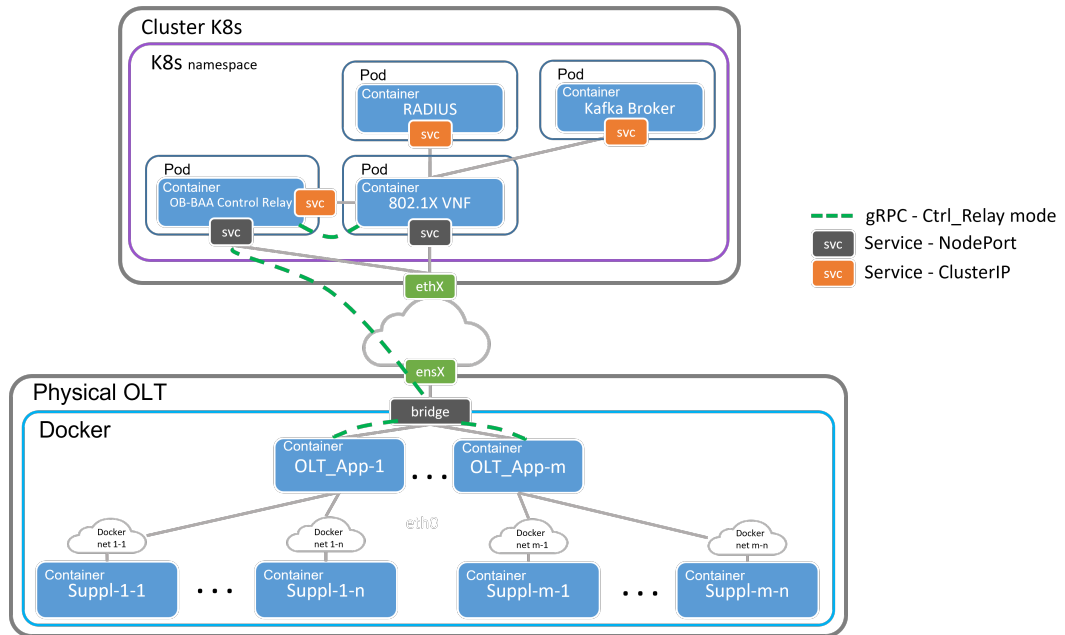 Cluster K8s
K8s namespace
Pod
Container
RADIUS
svc
Pod
Container
Kafka Broker
svc
Pod
Container
OB-BAA Control Relay
svc
svc
Pod
Container
802.1X VNF
svc
gRPC - Ctrl_Relay mode
svc Service - NodePort
svc Service - ClusterIP
ethX
ensX
Physical OLT
bridge
Docker
Container
OLT_App-1
...
Container
OLT_App-m
eth0
Docker
net 1-1
Docker
net 1-n
Docker
net m-1
Docker
net m-n
Container
Suppl-1-1
...
Container
Suppl-1-n
Container
Suppl-m-1
...
Container
Suppl-m-n